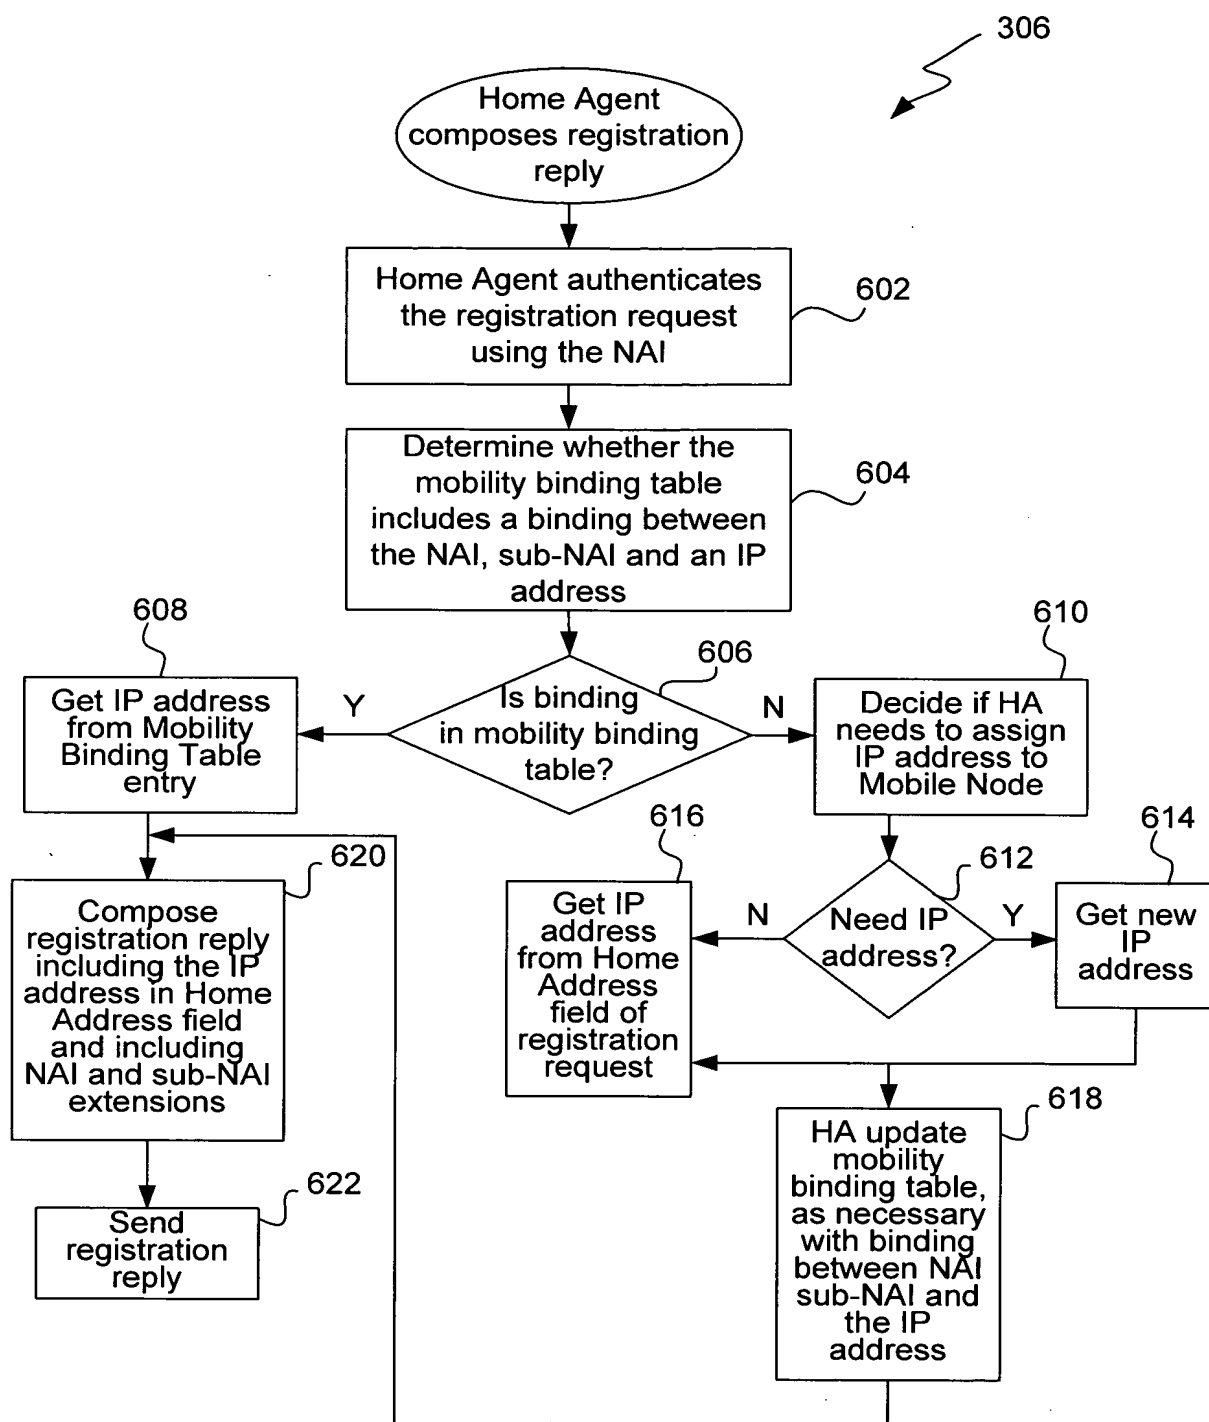 306
Home Agent
composes registration
reply
Home Agent authenticates
the registration request
using the NAI
602
Determine whether the
mobility binding table
includes a binding between
the NAI, sub-NAI and an IP
address
604
608
Get IP address
from Mobility
Binding Table
entry
Y
Is binding
in mobility binding
table?
606
N
610
Decide if HA
needs to assign
IP address to
Mobile Node
616
Get IP
address
from Home
Address
field of
registration
request
N
Need IP
address?
612
Y
614
Get new
IP
address
620
Compose
registration reply
including the IP
address in Home
Address field
and including
NAI and sub-NAI
extensions
618
HA update
mobility
binding table,
as necessary
with binding
between NAI
sub-NAI and
the IP
address
622
Send
registration
reply